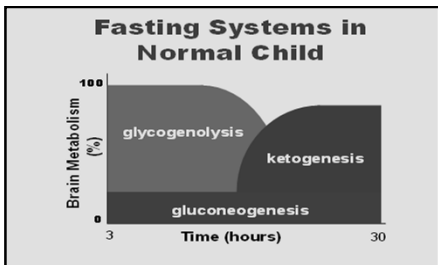 Fasting Systems in
Normal Child
100
Brain Metabolism
(%)
glycogenolysis
ketogenesis
gluconeogenesis
0
3
Time (hours)
30